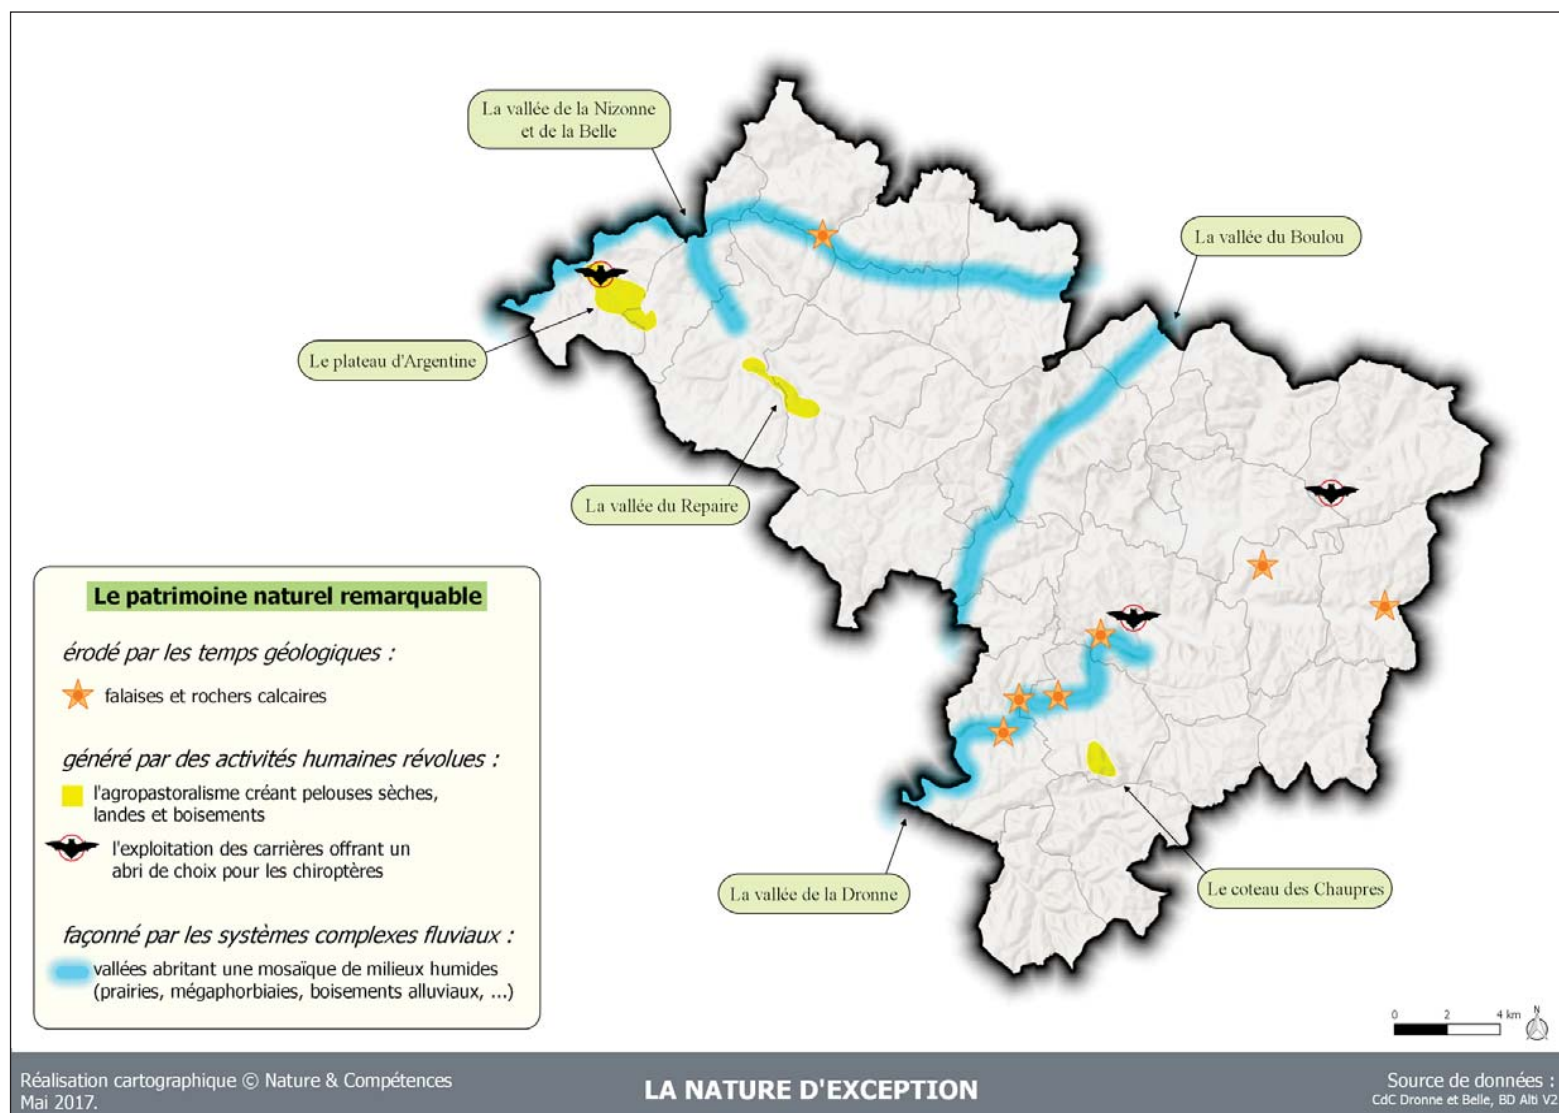 La vallée de la Nizonne
et de la Belle
La vallée du Boulou
Le plateau d'Argentine
La vallée du Repaire
Le patrimoine naturel remarquable
érodé par les temps géologiques :
falaises et rochers calcaires
généré par des activités humaines révolues :
l'agropastoralisme créant pelouses sèches,
landes et boisements
l'exploitation des carrières offrant un
abri de choix pour les chiroptères
façonné par les systèmes complexes fluviaux :
vallées abritant une mosaïque de milieux humides
(prairies, mégaphorbiaies, boisements alluviaux, ...)
La vallée de la Dronne
Le coteau des Chaupres
0 2 4 km
N
Réalisation cartographique © Nature & Compétences
Mai 2017.
LA NATURE D'EXCEPTION
Source de données :
CdC Dronne et Belle, BD Alti V2